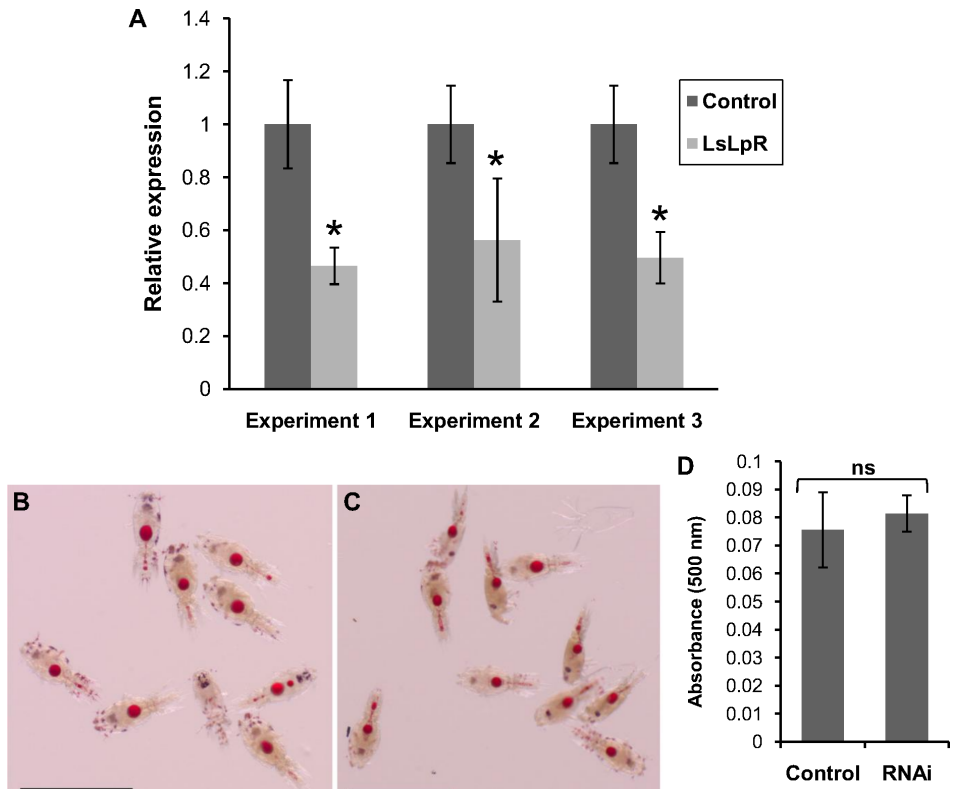 A
1.4
1.2
1
0.8
0.6
0.4
0.2
0
Relative expression
*
*
*
Control
LsLpR
Experiment 1
Experiment 2
Experiment 3
B
C
D
0.1
0.09
0.08
0.07
0.06
0.05
0.04
0.03
0.02
0.01
0
Absorbance (500 nm)
ns
Control
RNAi